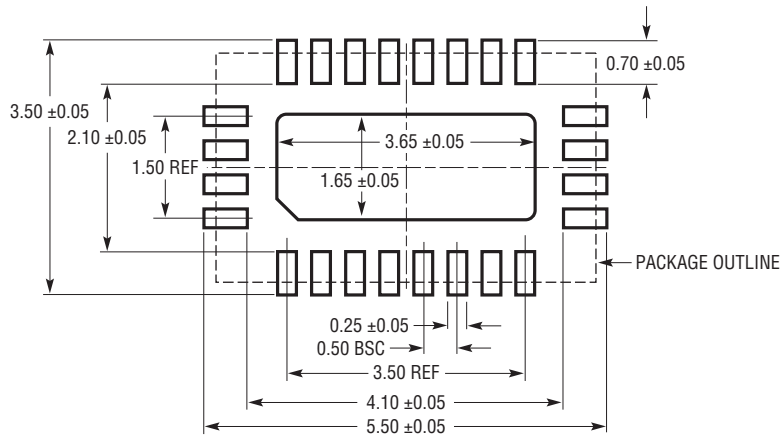 0.70 ±0.05
3.50 ±0.05
2.10 ±0.05
3.65 ±0.05
1.50 REF
1.65 ±0.05
PACKAGE OUTLINE
0.25 ±0.05
0.50 BSC
3.50 REF
4.10 ±0.05
5.50 ±0.05